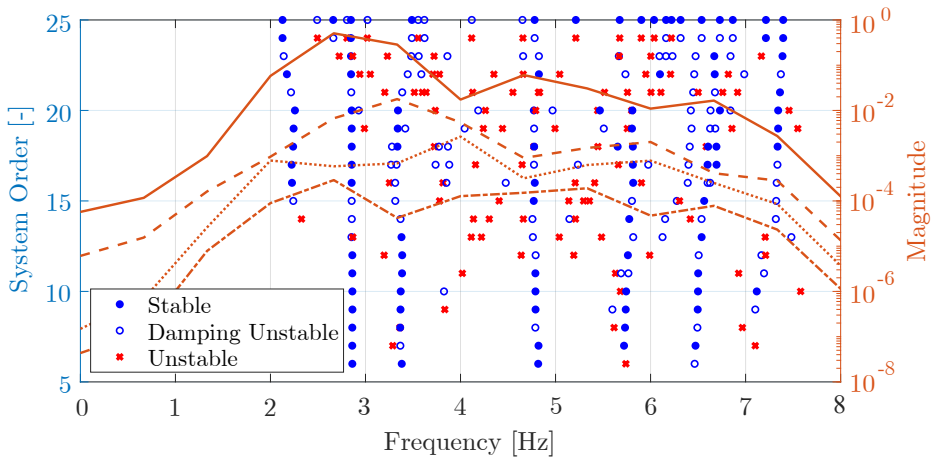 25
20
15
10
5
System Order [-]
Stable
Damping Unstable
Unstable
0 1 2 3 4 5 6 7 8
Frequency [Hz]
10^0
10^-2
10^-4
10^-6
10^-8
Magnitude